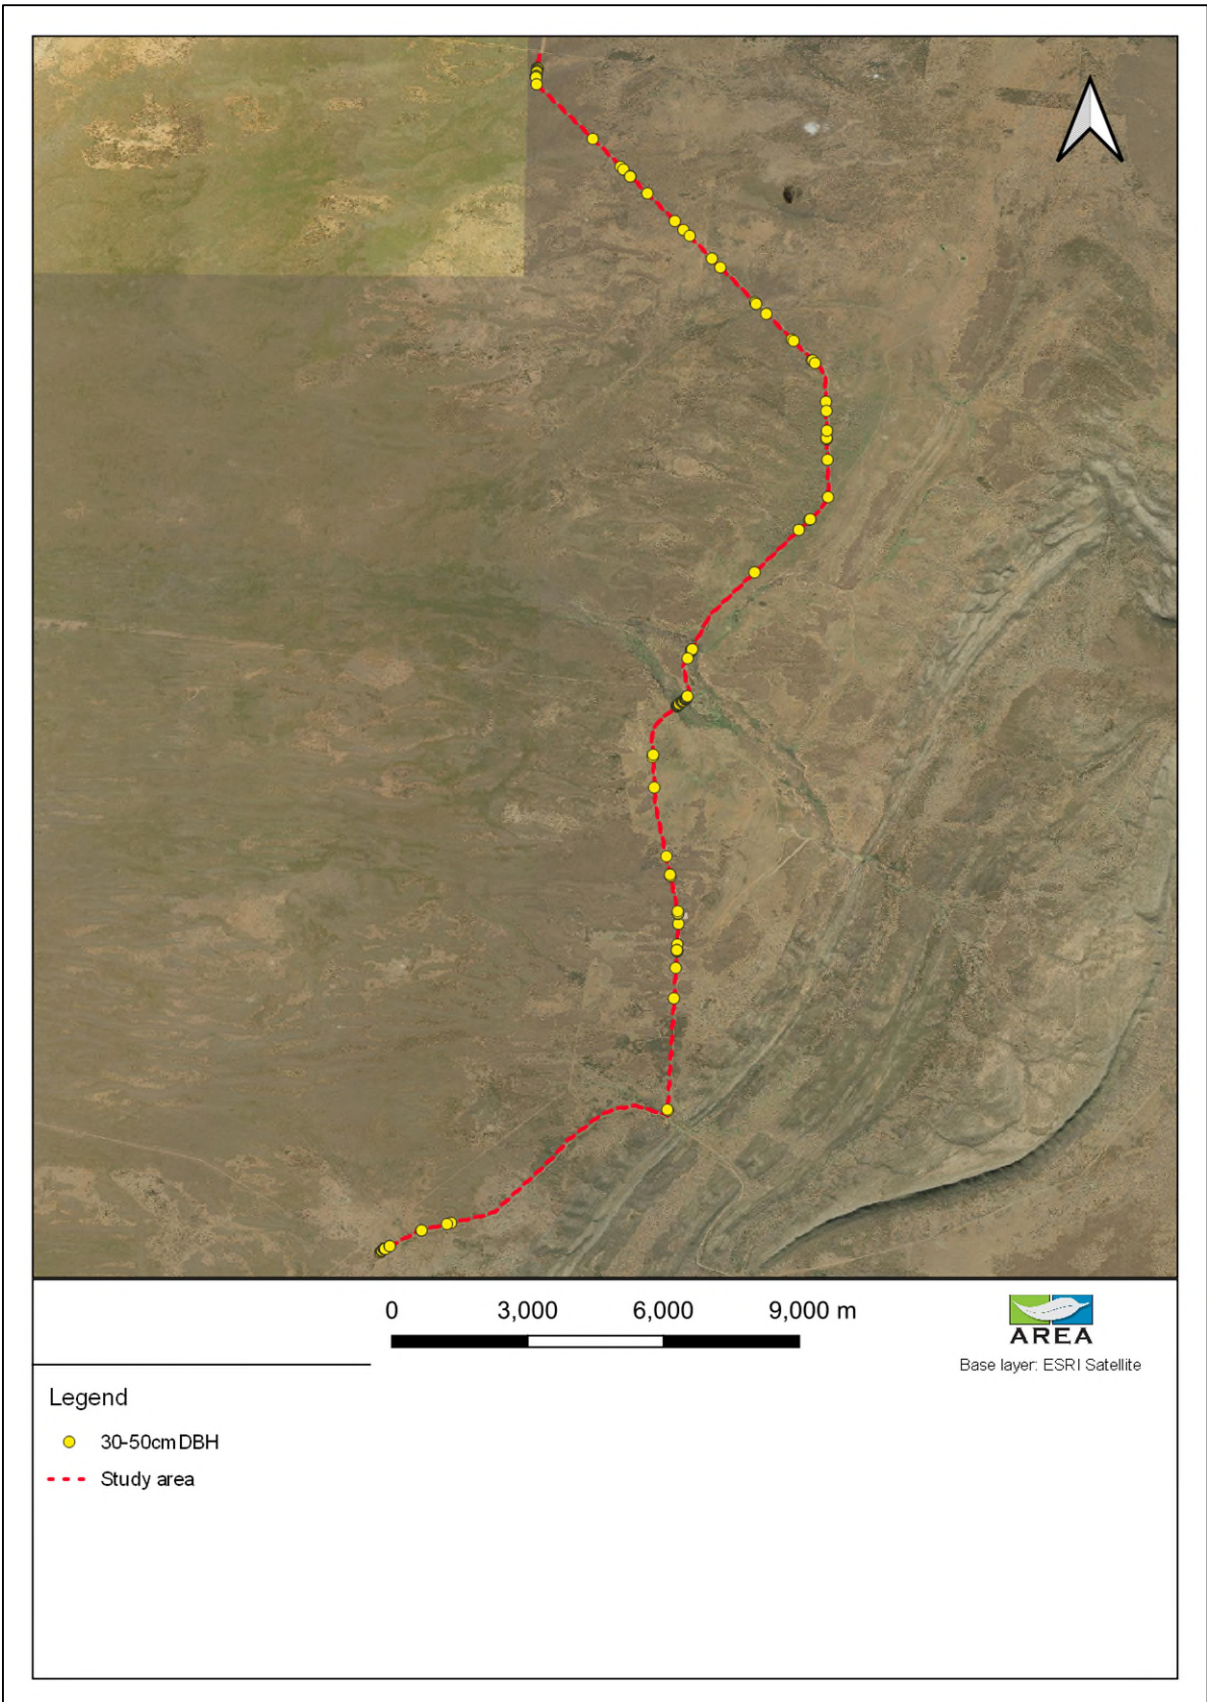 0 3,000 6,000 9,000 m
AREA
Base layer: ESRI Satellite
Legend
30-50cm DBH
Study area